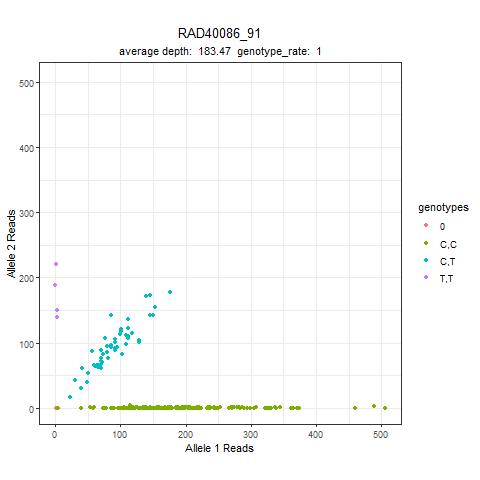 RAD40086_91
average depth: 183.47 genotype_rate: 1
500
400
300
200
100
0
Allele 2 Reads
0 100 200 300 400 500
Allele 1 Reads
genotypes
0
C,C
C,T
T,T